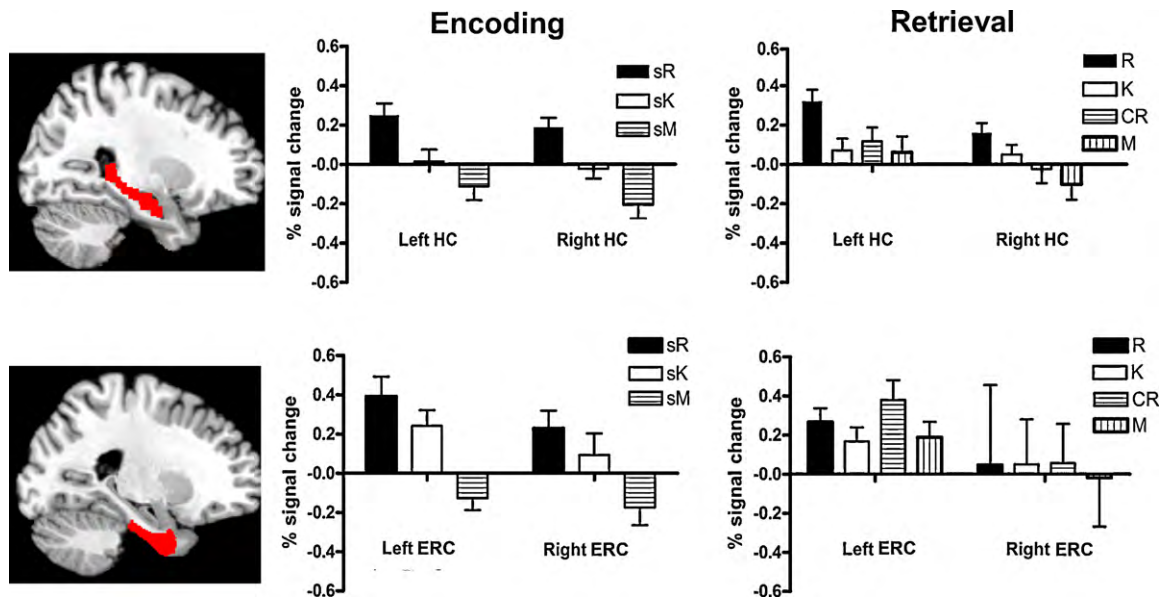 Encoding
Retrieval
% signal change
0.6
0.4
0.2
-0.0
-0.2
-0.4
-0.6
sR
sK
sM
Left HC Right HC
% signal change
0.6
0.4
0.2
-0.0
-0.2
-0.4
-0.6
R
K
CR
M
Left HC Right HC
% signal change
0.6
0.4
0.2
-0.0
-0.2
-0.4
-0.6
sR
sK
sM
Left ERC Right ERC
% signal change
0.6
0.4
0.2
-0.0
-0.2
-0.4
-0.6
R
K
CR
M
Left ERC Right ERC